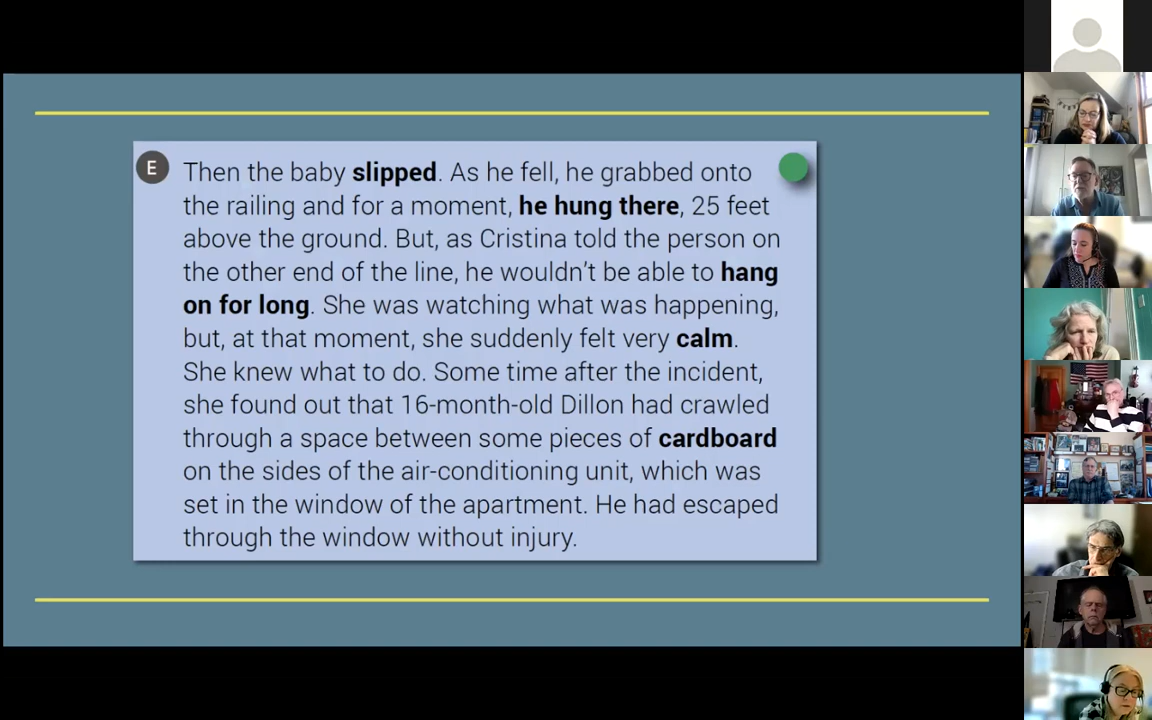 E
Then the baby slipped. As he fell, he grabbed onto
the railing and for a moment, he hung there, 25 feet
above the ground. But, as Cristina told the person on
the other end of the line, he wouldn't be able to hang
on for long. She was watching what was happening,
but, at that moment, she suddenly felt very calm.
She knew what to do. Some time after the incident,
she found out that 16-month-old Dillon had crawled
through a space between some pieces of cardboard
on the sides of the air-conditioning unit, which was
set in the window of the apartment. He had escaped
through the window without injury.